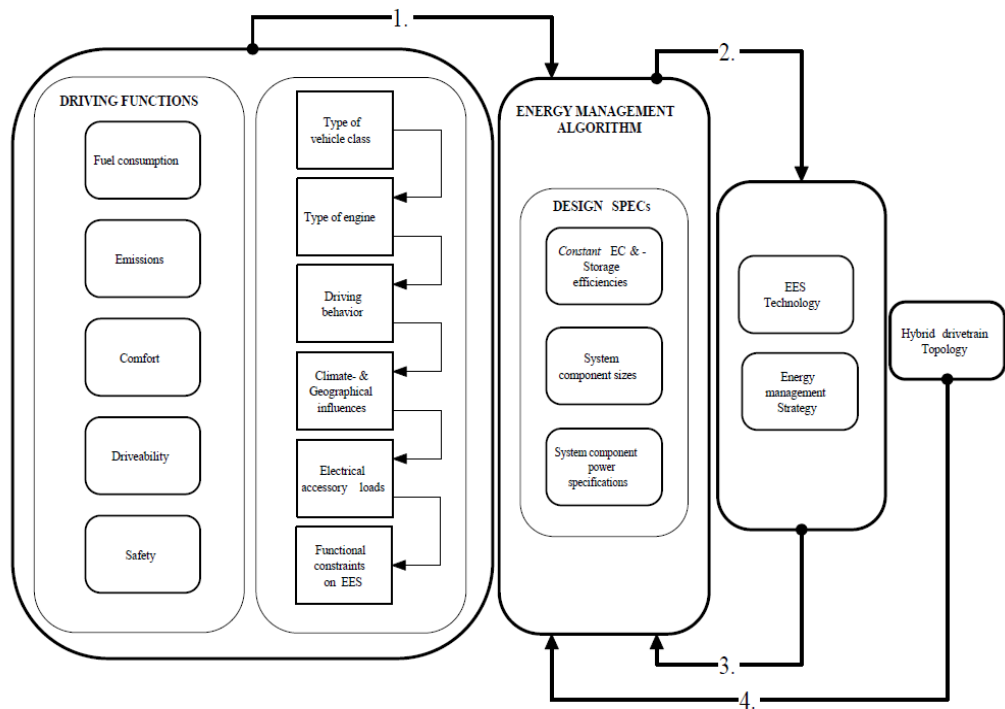 1.
2.
DRIVING FUNCTIONS
Fuel consumption
Emissions
Comfort
Driveability
Safety
Type of
vehicle class
Type of engine
Driving
behavior
Climate- &
Geographical
influences
Electrical
accessory loads
Functional
constraints
on EES
ENERGY MANAGEMENT
ALGORITHM
DESIGN SPECs
Constant EC & -
Storage
efficiencies
System
component sizes
System component
power
specifications
EES
Technology
Energy
management
Strategy
Hybrid drivetrain
Topology
3.
4.